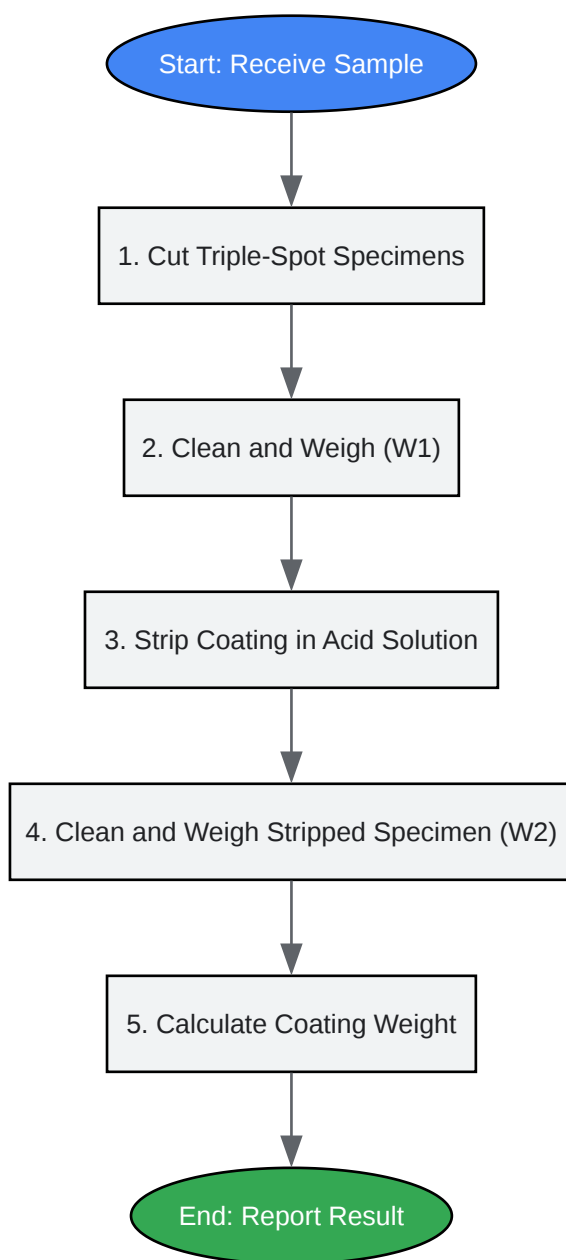 Start: Receive Sample
1. Cut Triple-Spot Specimens
2. Clean and Weigh (W1)
3. Strip Coating in Acid Solution
4. Clean and Weigh Stripped Specimen (W2)
5. Calculate Coating Weight
End: Report Result